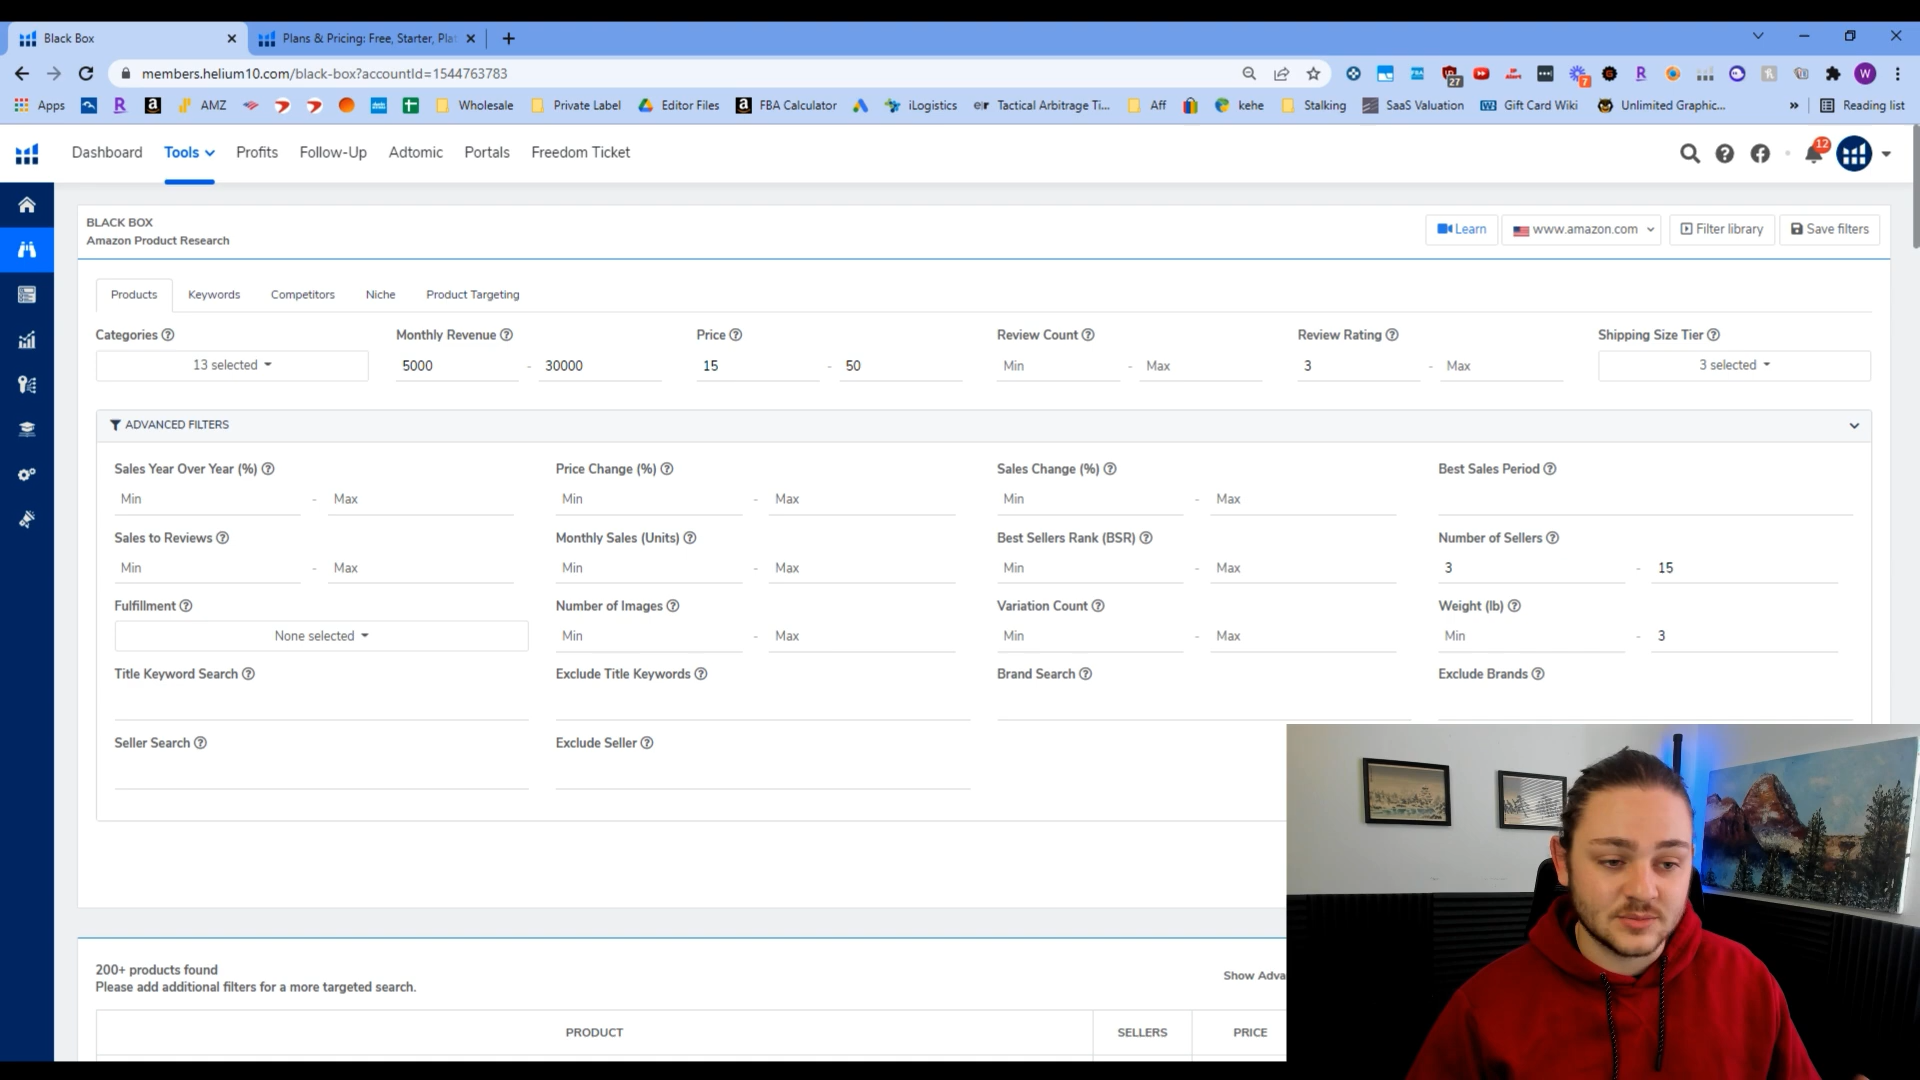 Black Box
Plans & Pricing: Free, Starter, Plat
members.helium10.com/black-box?accountId=1544763783
27
7
W
Apps
AMZ
Wholesale
Private Label
Editor Files
FBA Calculator
iLogistics
Tactical Arbitrage Ti...
Aff
kehe
Stalking
SaaS Valuation
Gift Card Wiki
Unlimited Graphic...
»
Reading list
Dashboard
Tools
Profits
Follow-Up
Adtomic
Portals
Freedom Ticket
12
BLACK BOX
Amazon Product Research
Learn
www.amazon.com
Filter library
Save filters
Products
Keywords
Competitors
Niche
Product Targeting
Categories
Monthly Revenue
Price
Review Count
Review Rating
Shipping Size Tier
13 selected
5000 - 30000
15 - 50
Min - Max
3 - Max
3 selected
ADVANCED FILTERS
Sales Year Over Year (%)
Price Change (%)
Sales Change (%)
Best Sales Period
Min - Max
Min - Max
Min - Max
Sales to Reviews
Monthly Sales (Units)
Best Sellers Rank (BSR)
Number of Sellers
Min - Max
Min - Max
Min - Max
3 - 15
Fulfillment
Number of Images
Variation Count
Weight (lb)
None selected
Min - Max
Min - Max
Min - 3
Title Keyword Search
Exclude Title Keywords
Brand Search
Exclude Brands
Seller Search
Exclude Seller
200+ products found
Please add additional filters for a more targeted search.
Show Adva
PRODUCT
SELLERS
PRICE